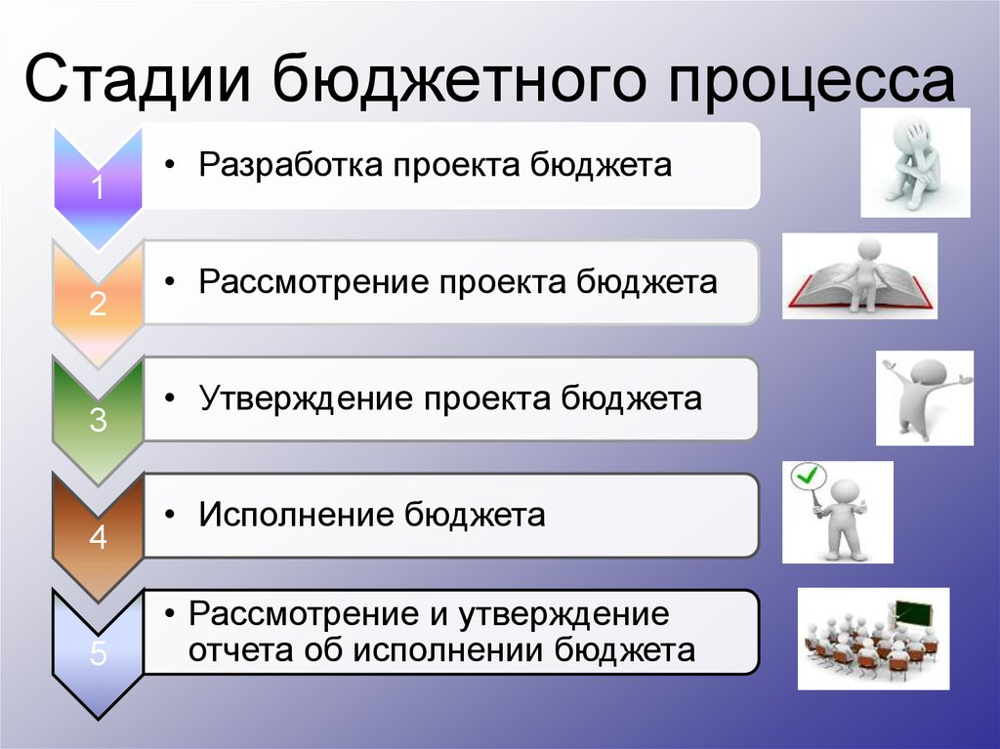 Стадии бюджетного процесса
1
• Разработка проекта бюджета
2
• Рассмотрение проекта бюджета
3
• Утверждение проекта бюджета
4
• Исполнение бюджета
5
• Рассмотрение и утверждение
отчета об исполнении бюджета